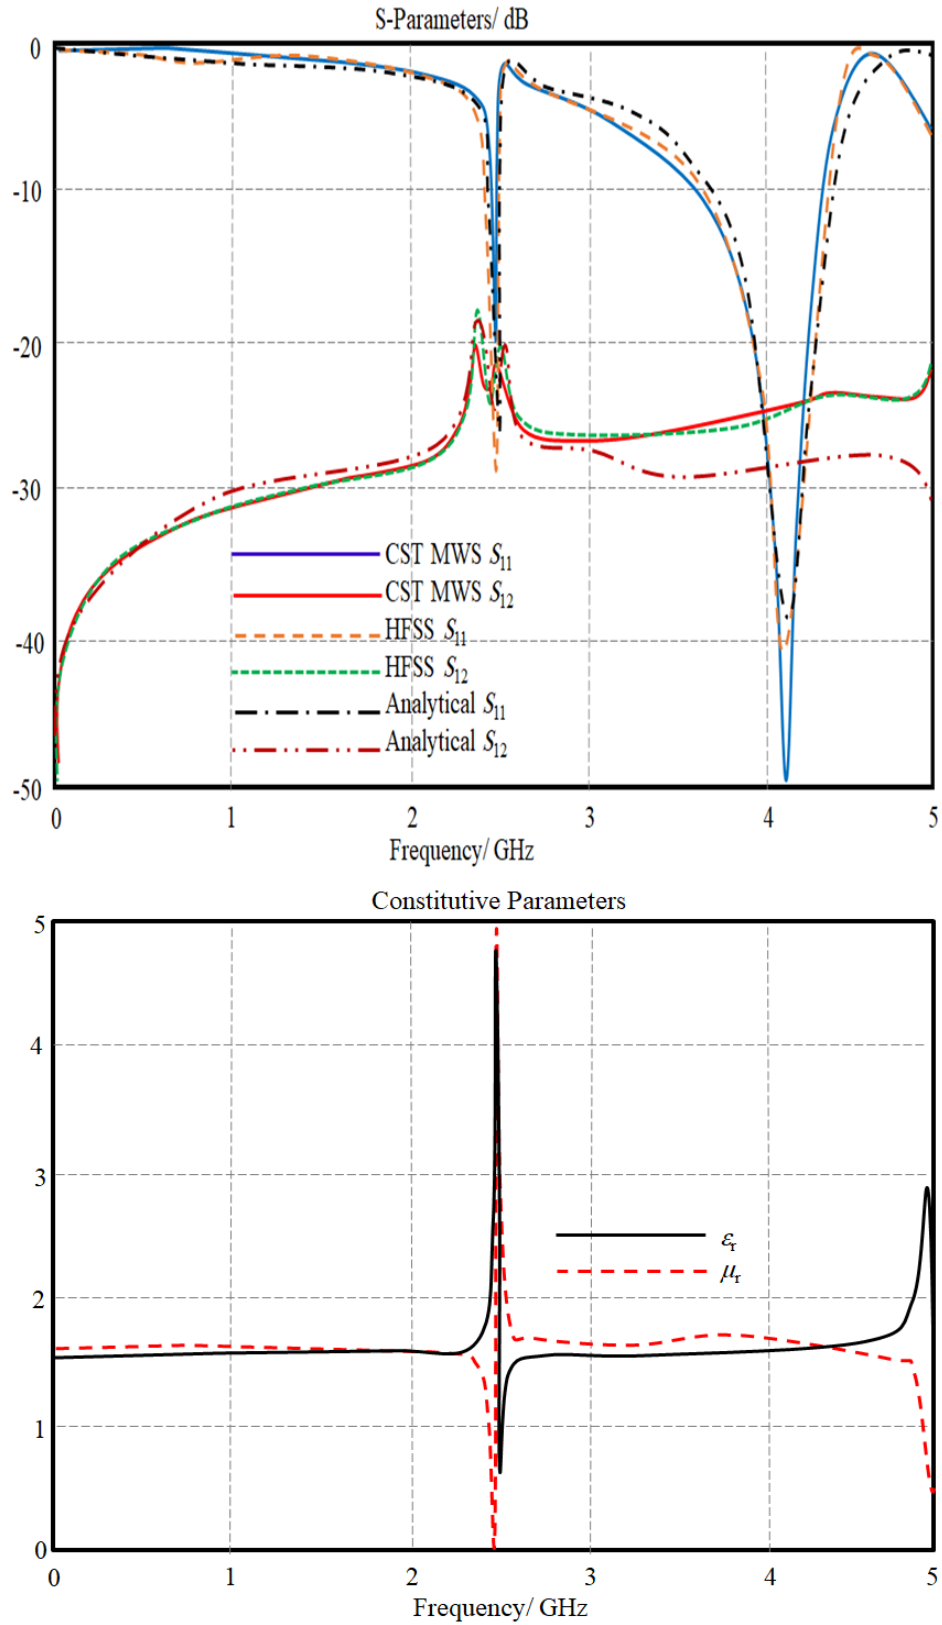 S-Parameters/ dB
0
-10
-20
-30
-40
-50
CST MWS S11
CST MWS S12
HFSS S11
HFSS S12
Analytical S11
Analytical S12
0 1 2 3 4 5
Frequency/ GHz
Constitutive Parameters
5
4
3
2
1
0
εr
μr
0 1 2 3 4 5
Frequency/ GHz